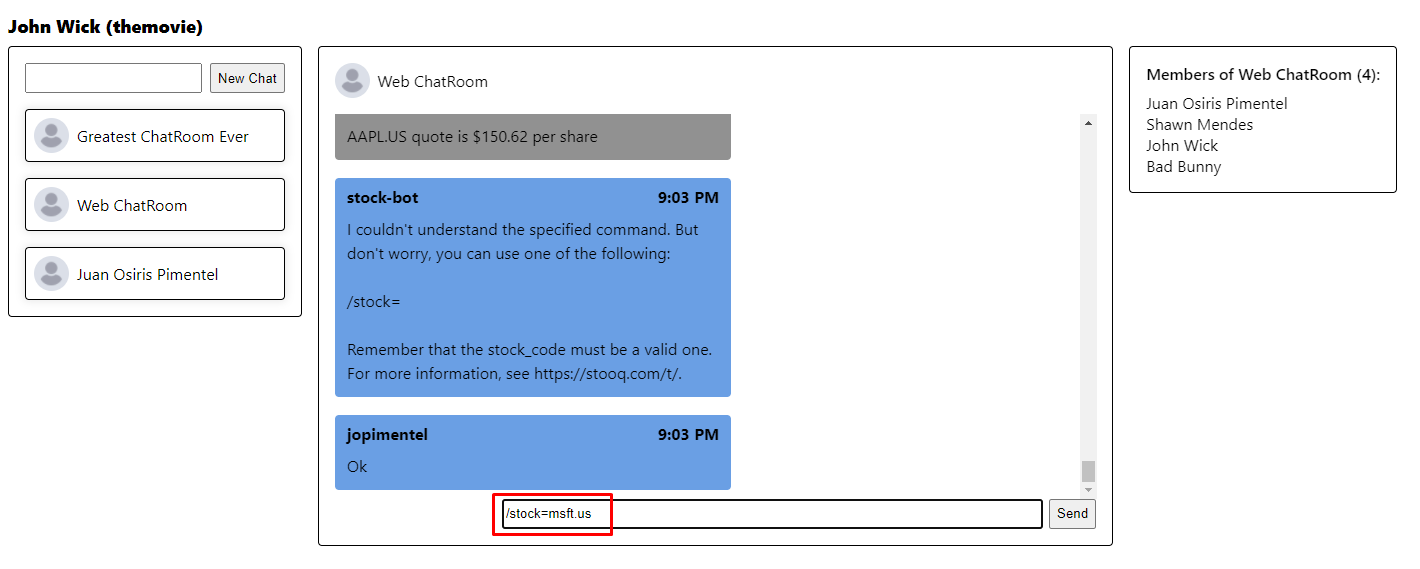 John Wick (themovie)
New Chat
Greatest ChatRoom Ever
Web ChatRoom
Juan Osiris Pimentel
Web ChatRoom
AAPL.US quote is $150.62 per share
stock-bot 9:03 PM
I couldn't understand the specified command. But
don't worry, you can use one of the following:
/stock=
Remember that the stock_code must be a valid one.
For more information, see https://stooq.com/t/.
jopimentel 9:03 PM
Ok
/stock=msft.us
Send
Members of Web ChatRoom (4):
Juan Osiris Pimentel
Shawn Mendes
John Wick
Bad Bunny